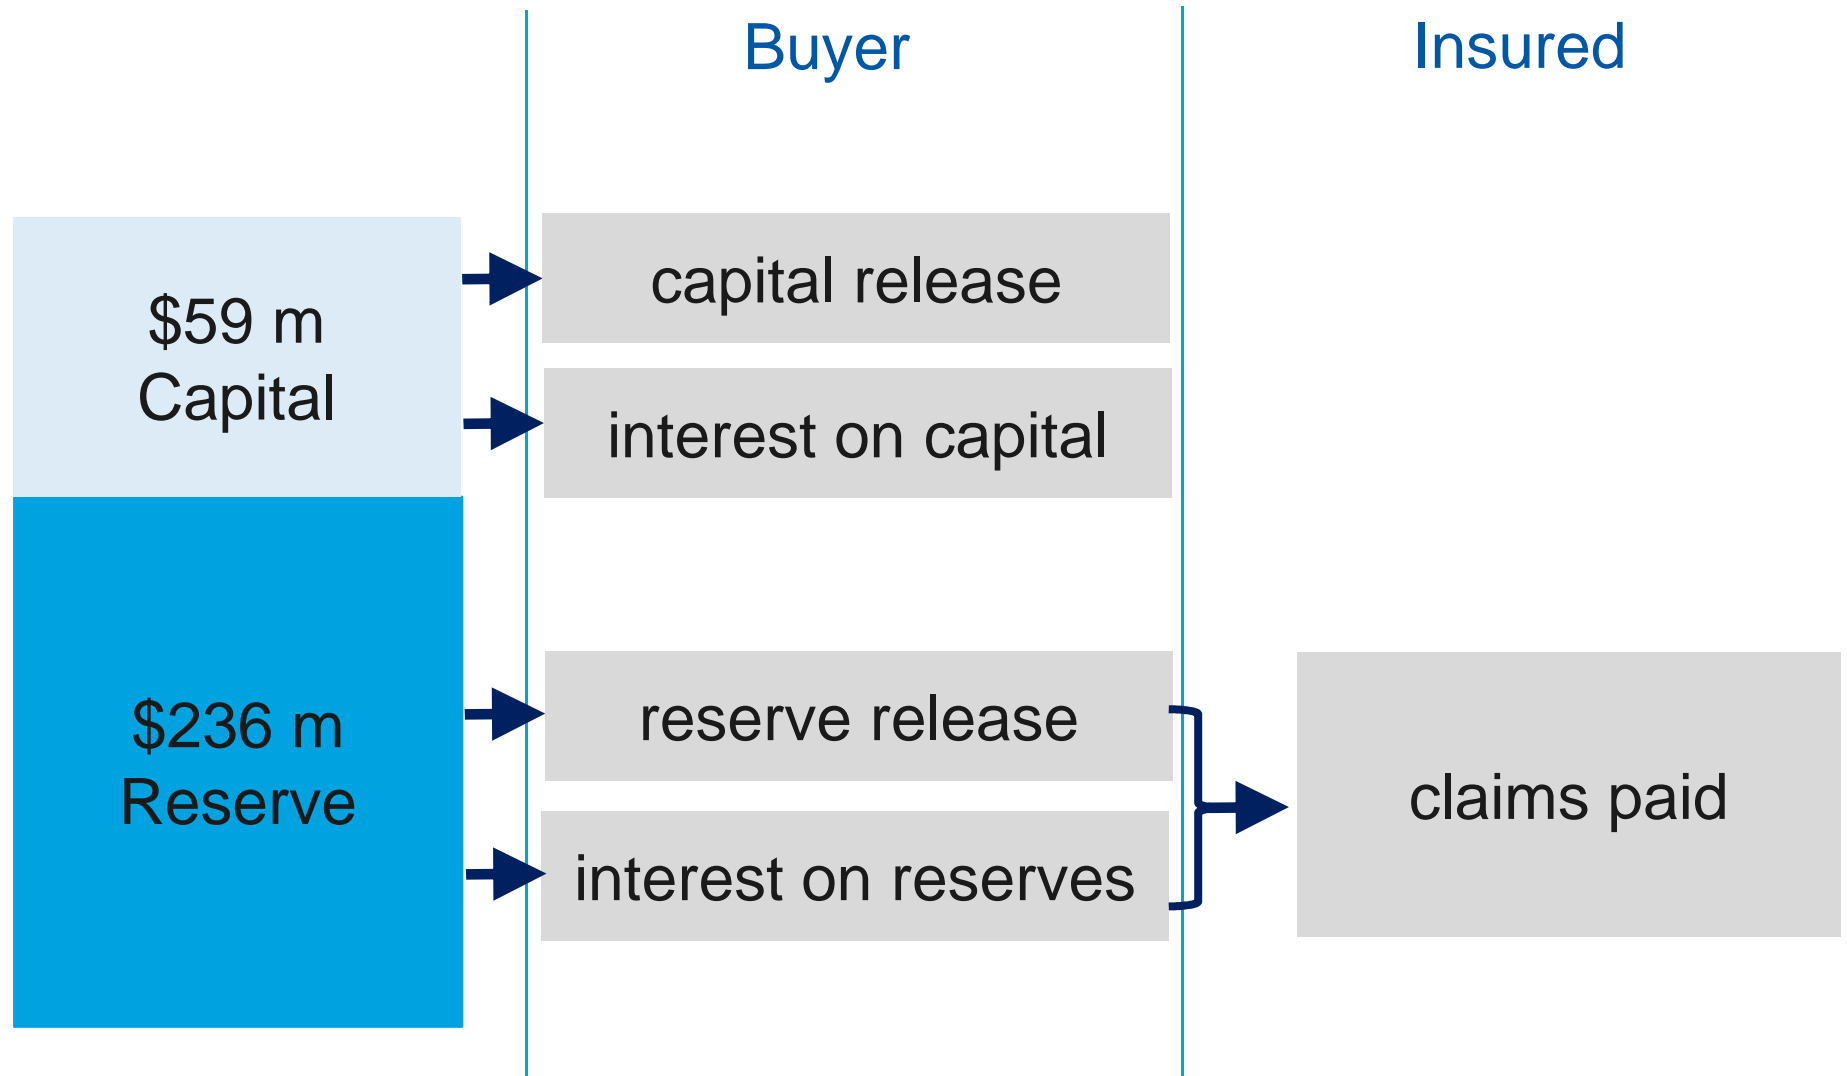 Buyer
Insured
$59 m
Capital
capital release
interest on capital
$236 m
Reserve
reserve release
interest on reserves
claims paid